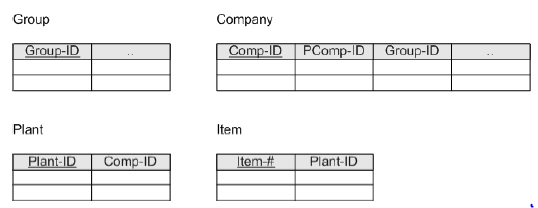 Group
Company
Group-ID ..
Comp-ID PComp-ID Group-ID ..
Plant
Item
Plant-ID Comp-ID
Item-# Plant-ID